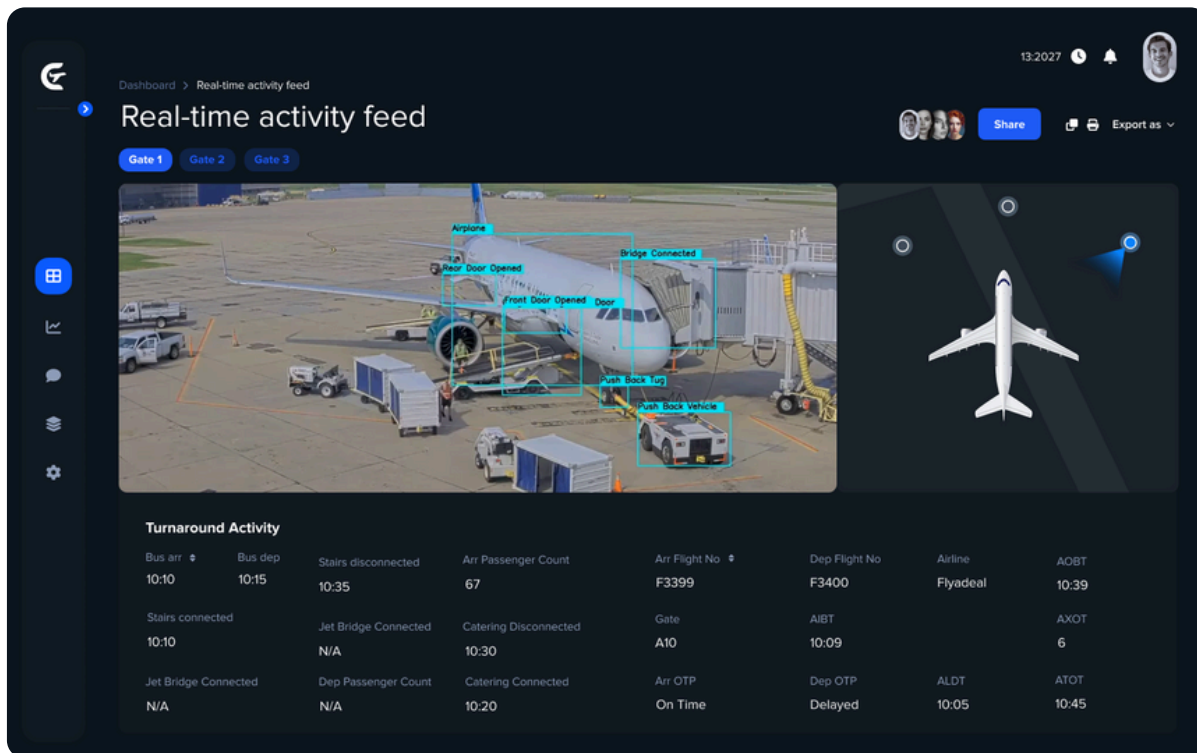 13:2027
Dashboard > Real-time activity feed
Real-time activity feed
Share
Export as
Gate 1 Gate 2 Gate 3
Airplane
Bridge Connected
Rear Door Opened
Front Door Opened Door
Push Back Tug
Push Back Vehicle
Turnaround Activity
Bus arr Bus dep Stairs disconnected Arr Passenger Count Arr Flight No Dep Flight No Airline AOBT
10:10 10:15 10:35 67 F3399 F3400 Flyadeal 10:39
Stairs connected Jet Bridge Connected Catering Disconnected Gate AIBT AXOT
10:10 N/A 10:30 A10 10:09 6
Jet Bridge Connected Dep Passenger Count Catering Connected Arr OTP Dep OTP ALDT ATOT
N/A N/A 10:20 On Time Delayed 10:05 10:45